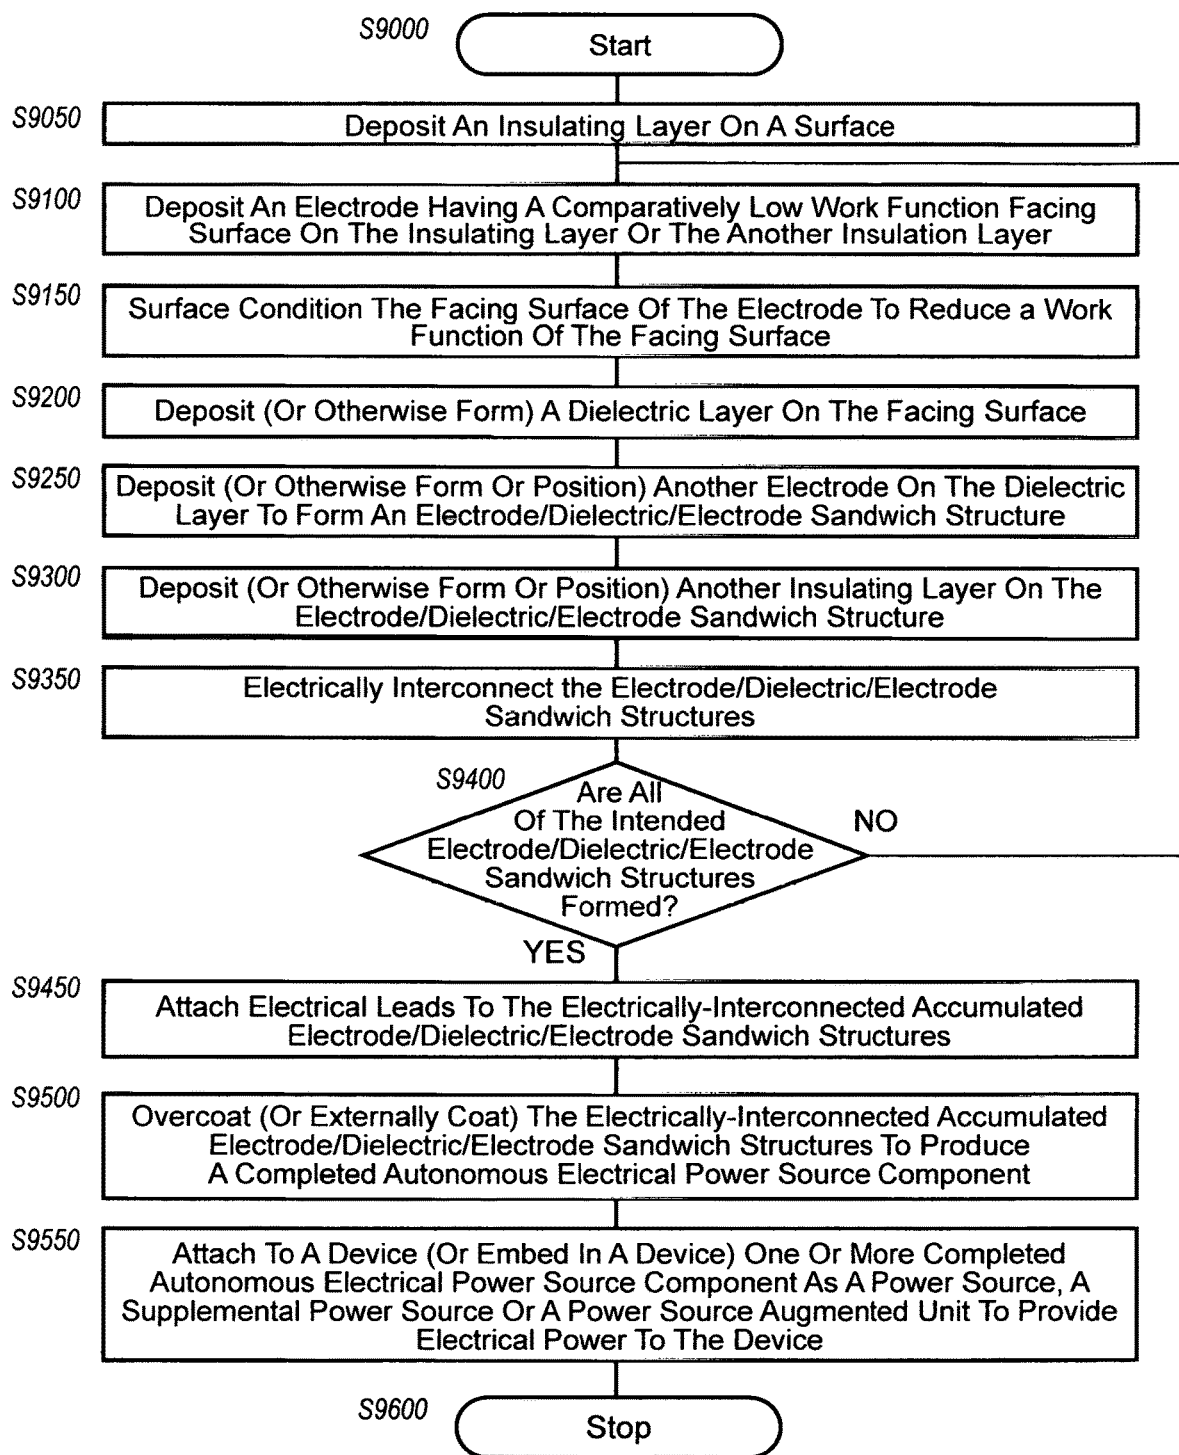 S9000
Start
S9050
Deposit An Insulating Layer On A Surface
S9100
Deposit An Electrode Having A Comparatively Low Work Function Facing
Surface On The Insulating Layer Or The Another Insulation Layer
S9150
Surface Condition The Facing Surface Of The Electrode To Reduce a Work
Function Of The Facing Surface
S9200
Deposit (Or Otherwise Form) A Dielectric Layer On The Facing Surface
S9250
Deposit (Or Otherwise Form Or Position) Another Electrode On The Dielectric
Layer To Form An Electrode/Dielectric/Electrode Sandwich Structure
S9300
Deposit (Or Otherwise Form Or Position) Another Insulating Layer On The
Electrode/Dielectric/Electrode Sandwich Structure
S9350
Electrically Interconnect the Electrode/Dielectric/Electrode
Sandwich Structures
S9400
Are All
Of The Intended
Electrode/Dielectric/Electrode
Sandwich Structures
Formed?
NO
YES
S9450
Attach Electrical Leads To The Electrically-Interconnected Accumulated
Electrode/Dielectric/Electrode Sandwich Structures
S9500
Overcoat (Or Externally Coat) The Electrically-Interconnected Accumulated
Electrode/Dielectric/Electrode Sandwich Structures To Produce
A Completed Autonomous Electrical Power Source Component
S9550
Attach To A Device (Or Embed In A Device) One Or More Completed
Autonomous Electrical Power Source Component As A Power Source, A
Supplemental Power Source Or A Power Source Augmented Unit To Provide
Electrical Power To The Device
S9600
Stop